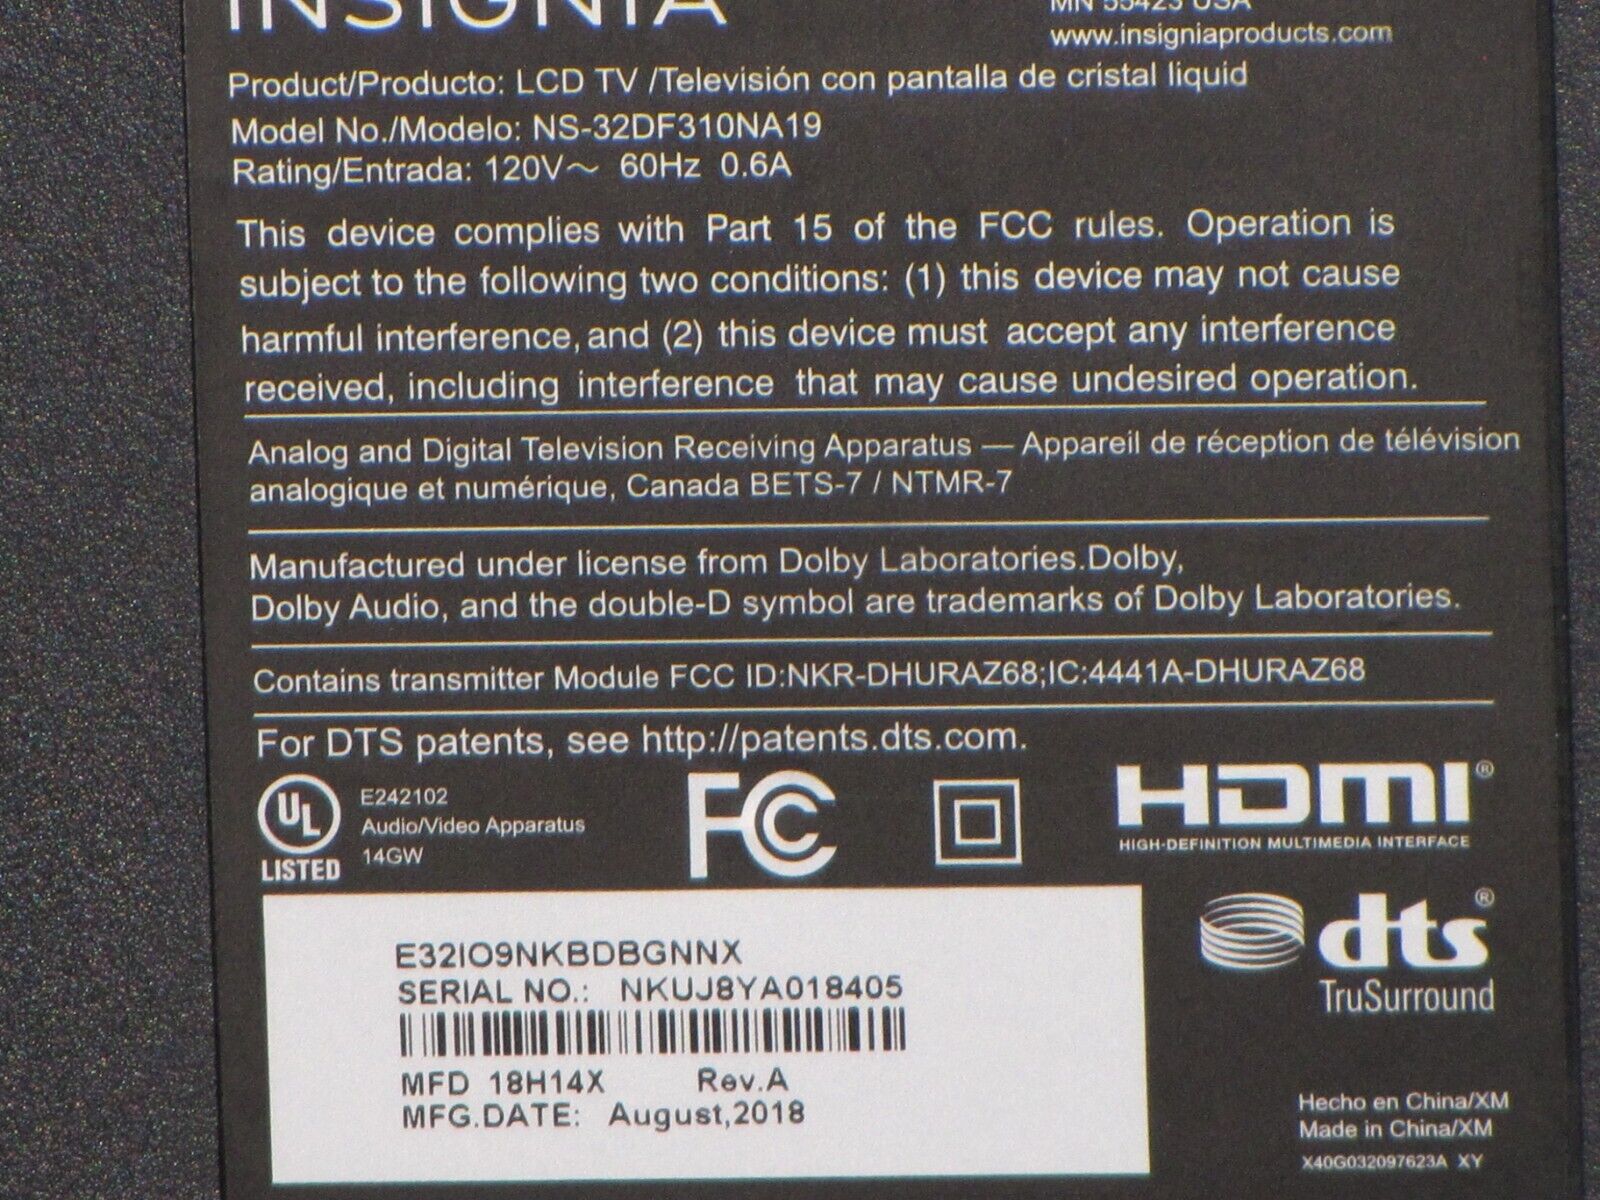 INSIGNIA
MN 55423 USA
www.insigniaproducts.com
Product/Producto: LCD TV /Televisión con pantalla de cristal liquid
Model No./Modelo: NS-32DF310NA19
Rating/Entrada: 120V～ 60Hz 0.6A
This device complies with Part 15 of the FCC rules. Operation is
subject to the following two conditions: (1) this device may not cause
harmful interference, and (2) this device must accept any interference
received, including interference that may cause undesired operation.
Analog and Digital Television Receiving Apparatus — Appareil de réception de télévision
analogique et numérique, Canada BETS-7 / NTMR-7
Manufactured under license from Dolby Laboratories.Dolby,
Dolby Audio, and the double-D symbol are trademarks of Dolby Laboratories.
Contains transmitter Module FCC ID:NKR-DHURAZ68;IC:4441A-DHURAZ68
For DTS patents, see http://patents.dts.com.
UL
LISTED
E242102
Audio/Video Apparatus
14GW
FC
HDMI®
HIGH-DEFINITION MULTIMEDIA INTERFACE
dts®
TruSurround
E32IO9NKBDBGNNX
SERIAL NO.: NKUJ8YA018405
MFD 18H14X Rev.A
MFG.DATE: August,2018
Hecho en China/XM
Made in China/XM
X40G032097623A XY